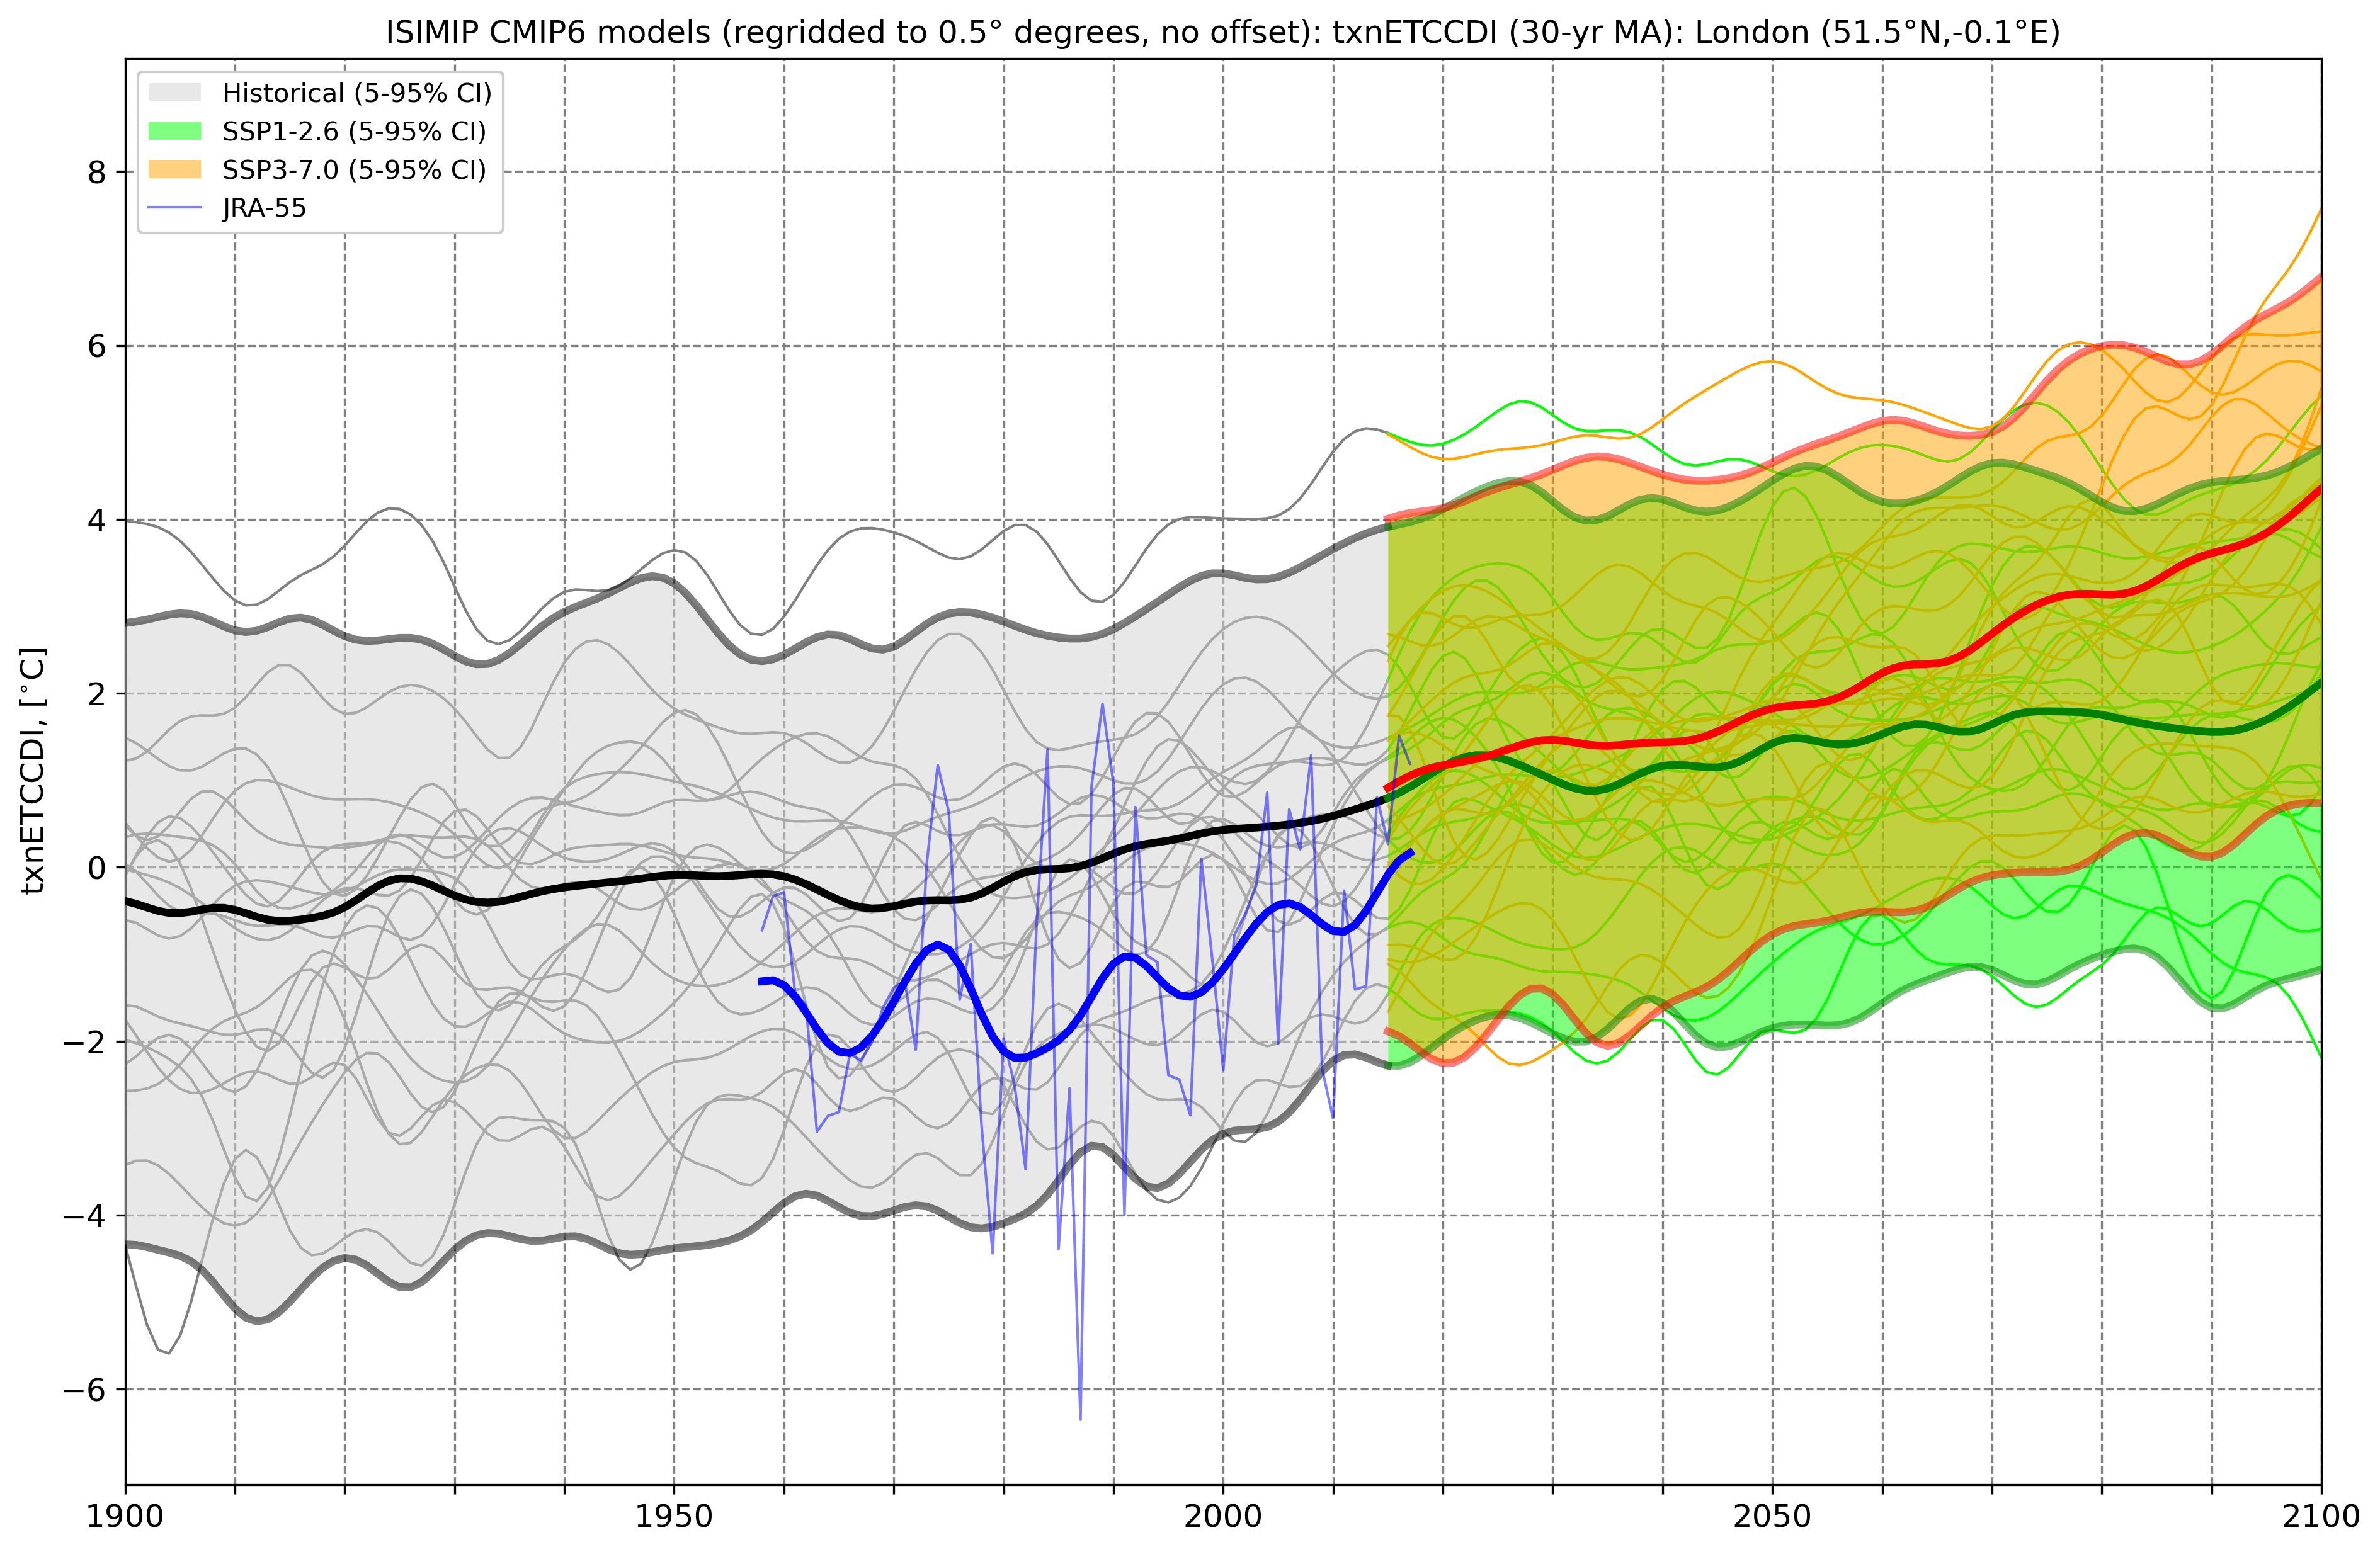 ISIMIP CMIP6 models (regridded to 0.5° degrees, no offset): txnETCCDI (30-yr MA): London (51.5°N,-0.1°E)
Historical (5-95% CI)
SSP1-2.6 (5-95% CI)
SSP3-7.0 (5-95% CI)
JRA-55
txnETCCDI, [°C]
8
6
4
2
0
−2
−4
−6
1900
1950
2000
2050
2100